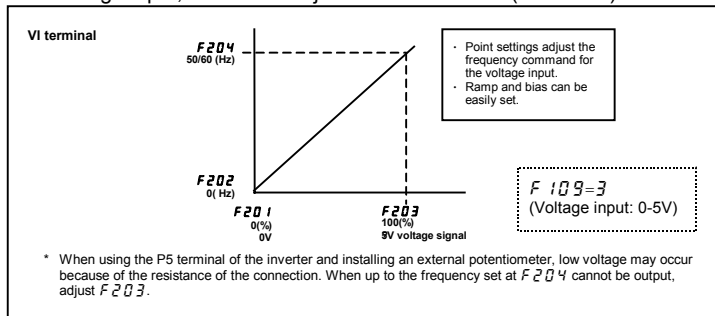 VI terminal
F204
50/60 (Hz)
· Point settings adjust the
frequency command for
the voltage input.
· Ramp and bias can be
easily set.
F202
0( Hz)
F201
0(%)
0V
F203
100(%)
V voltage signal
F109=3
(Voltage input: 0-5V)
* When using the P5 terminal of the inverter and installing an external potentiometer, low voltage may occur
because of the resistance of the connection. When up to the frequency set at F204 cannot be output,
adjust F203.